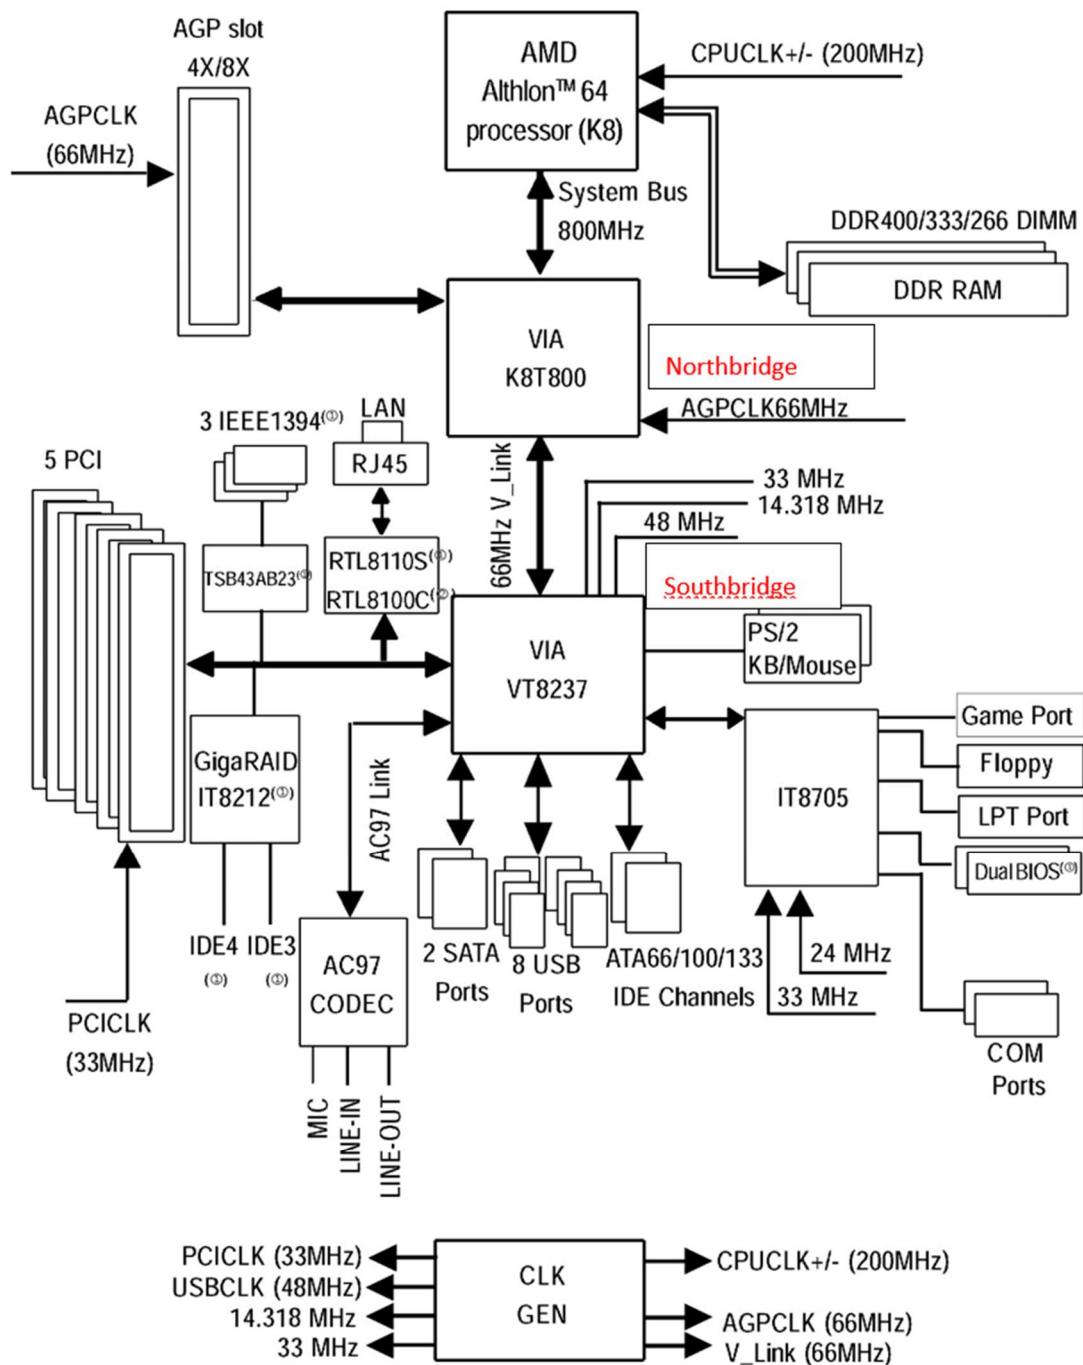 AGP slot
4X/8X
AGPCLK
(66MHz)
AMD
Althlon™ 64
processor (K8)
CPUCLK+/- (200MHz)
System Bus
800MHz
DDR400/333/266 DIMM
DDR RAM
VIA
K8T800
Northbridge
AGPCLK66MHz
3 IEEE1394(①)
LAN
RJ45
5 PCI
66MHz V_Link
33 MHz
14.318 MHz
48 MHz
TSB43AB23
RTL8110S
RTL8100C(②)
Southbridge
PS/2
KB/Mouse
VIA
VT8237
GigaRAID
IT8212(①)
AC97 Link
IT8705
Game Port
Floppy
LPT Port
Dual BIOS
IDE4 IDE3
(①) (①)
AC97
CODEC
2 SATA
Ports
8 USB
Ports
ATA66/100/133
IDE Channels
24 MHz
33 MHz
PCICLK
(33MHz)
COM
Ports
MIC
LINE-IN
LINE-OUT
PCICLK (33MHz)
USBCLK (48MHz)
14.318 MHz
33 MHz
CLK
GEN
CPUCLK+/- (200MHz)
AGPCLK (66MHz)
V_Link (66MHz)